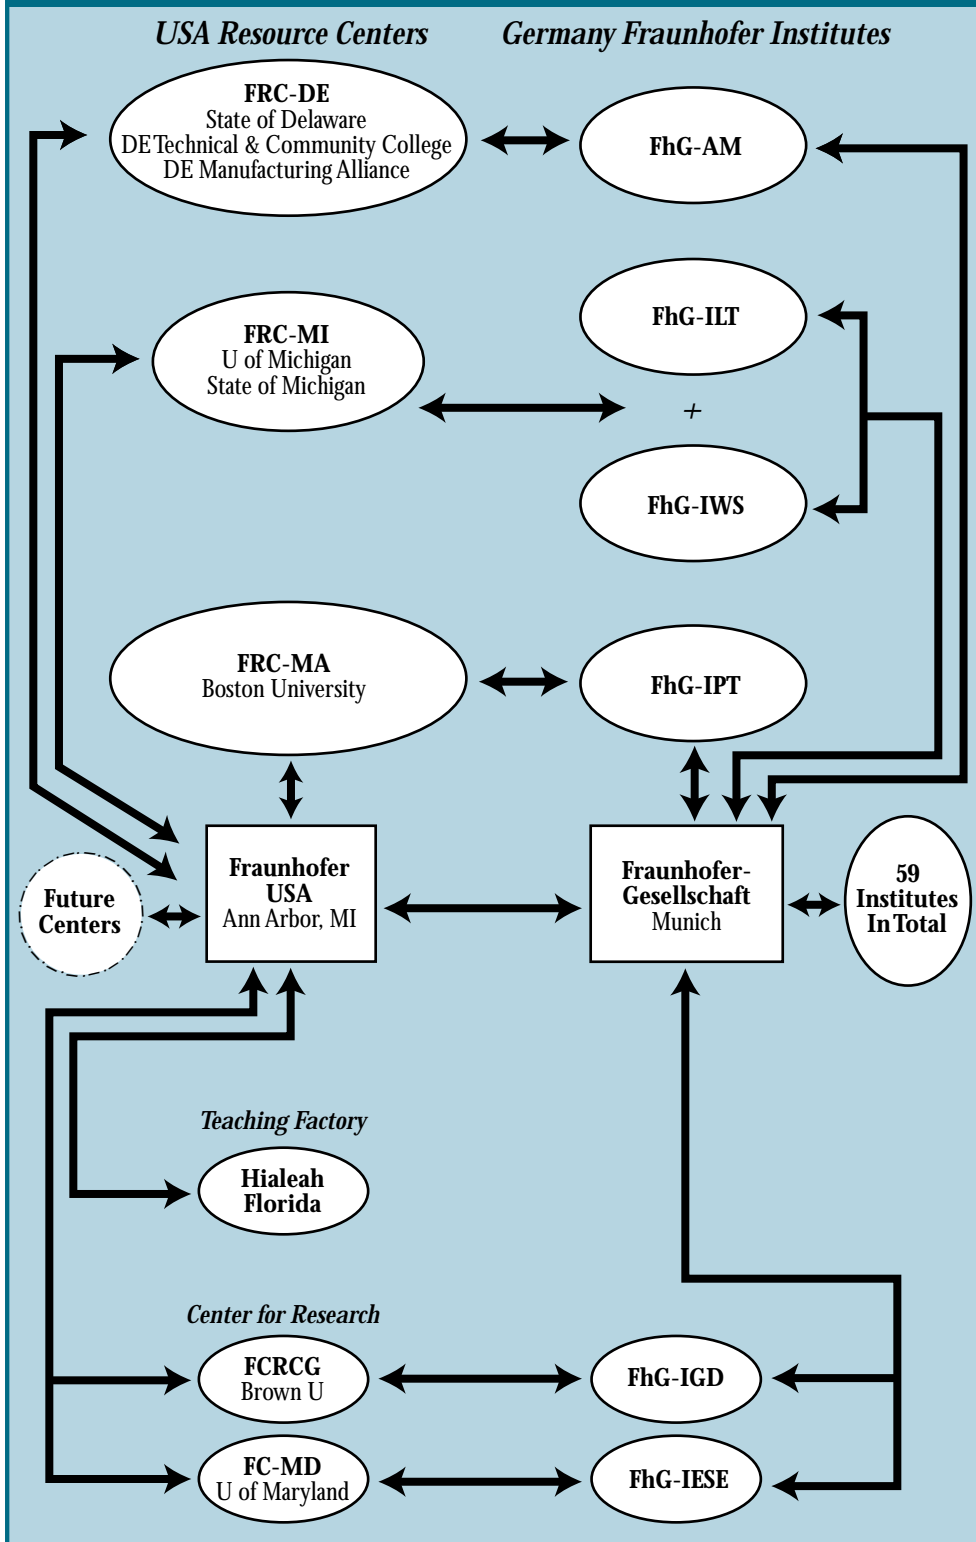 USA Resource Centers
Germany Fraunhofer Institutes
FRC-DE
State of Delaware
DE Technical & Community College
DE Manufacturing Alliance
FhG-AM
FhG-ILT
FRC-MI
U of Michigan
State of Michigan
+
FhG-IWS
FRC-MA
Boston University
FhG-IPT
Future
Centers
Fraunhofer
USA
Ann Arbor, MI
Fraunhofer-
Gesellschaft
Munich
59
Institutes
In Total
Teaching Factory
Hialeah
Florida
Center for Research
FCRCG
Brown U
FhG-IGD
FC-MD
U of Maryland
FhG-IESE